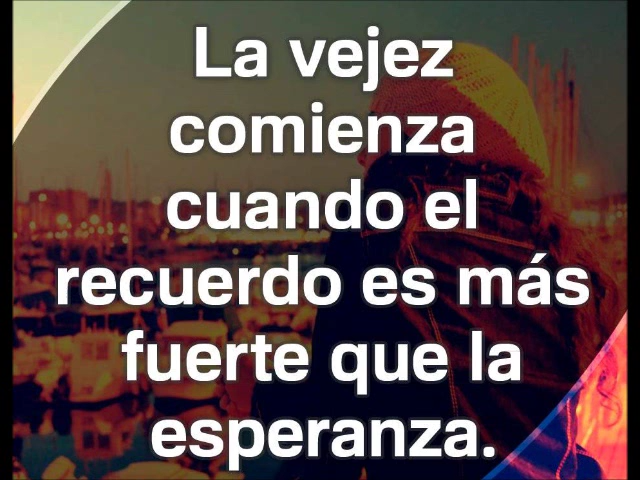 La vejez
comienza
cuando el
recuerdo es más
fuerte que la
esperanza.